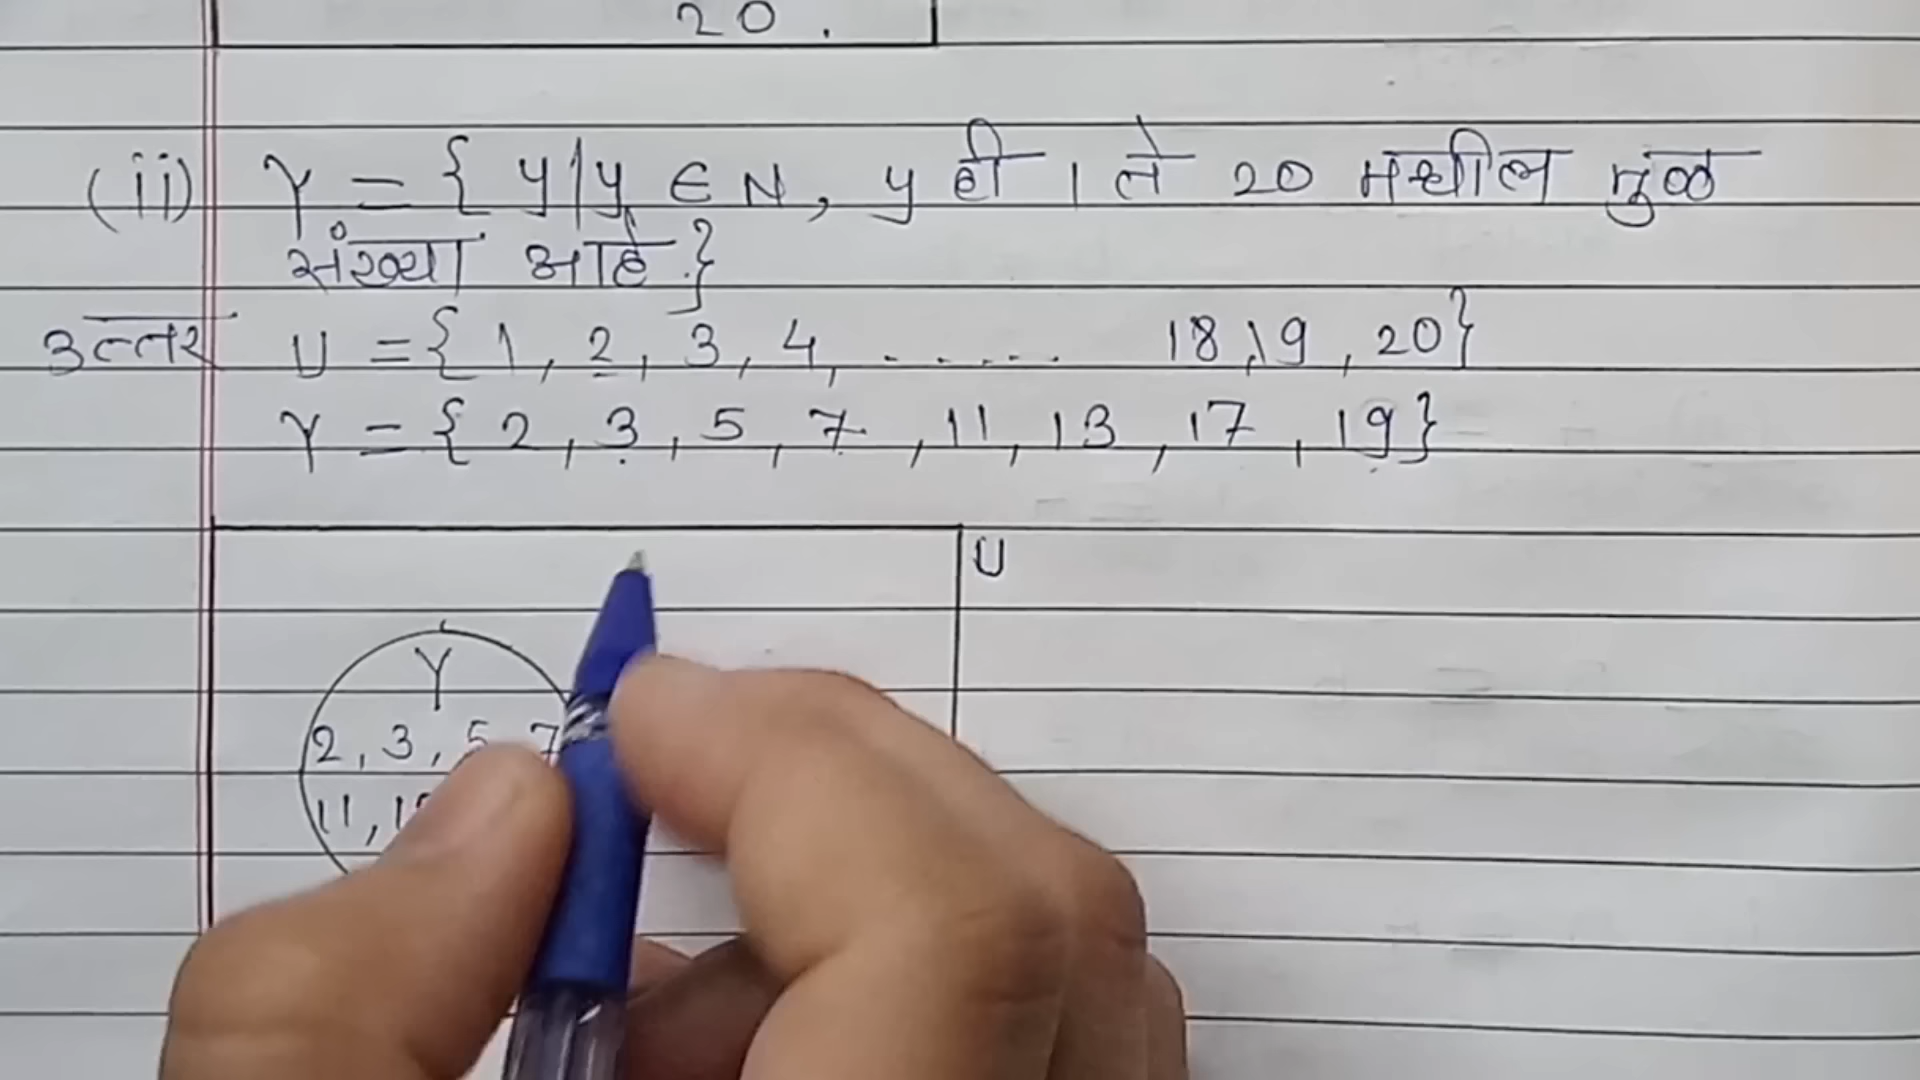 20.
(ii) Y = { y|y ∈ N, y ही 1 ते 20 मधील मुळ
संख्या आहे.}
उत्तर U = { 1, 2, 3, 4, ..... 18, 19, 20}
Y = { 2, 3, 5, 7, 11, 13, 17, 19}
U
Y
2, 3, 5 7
11, 1